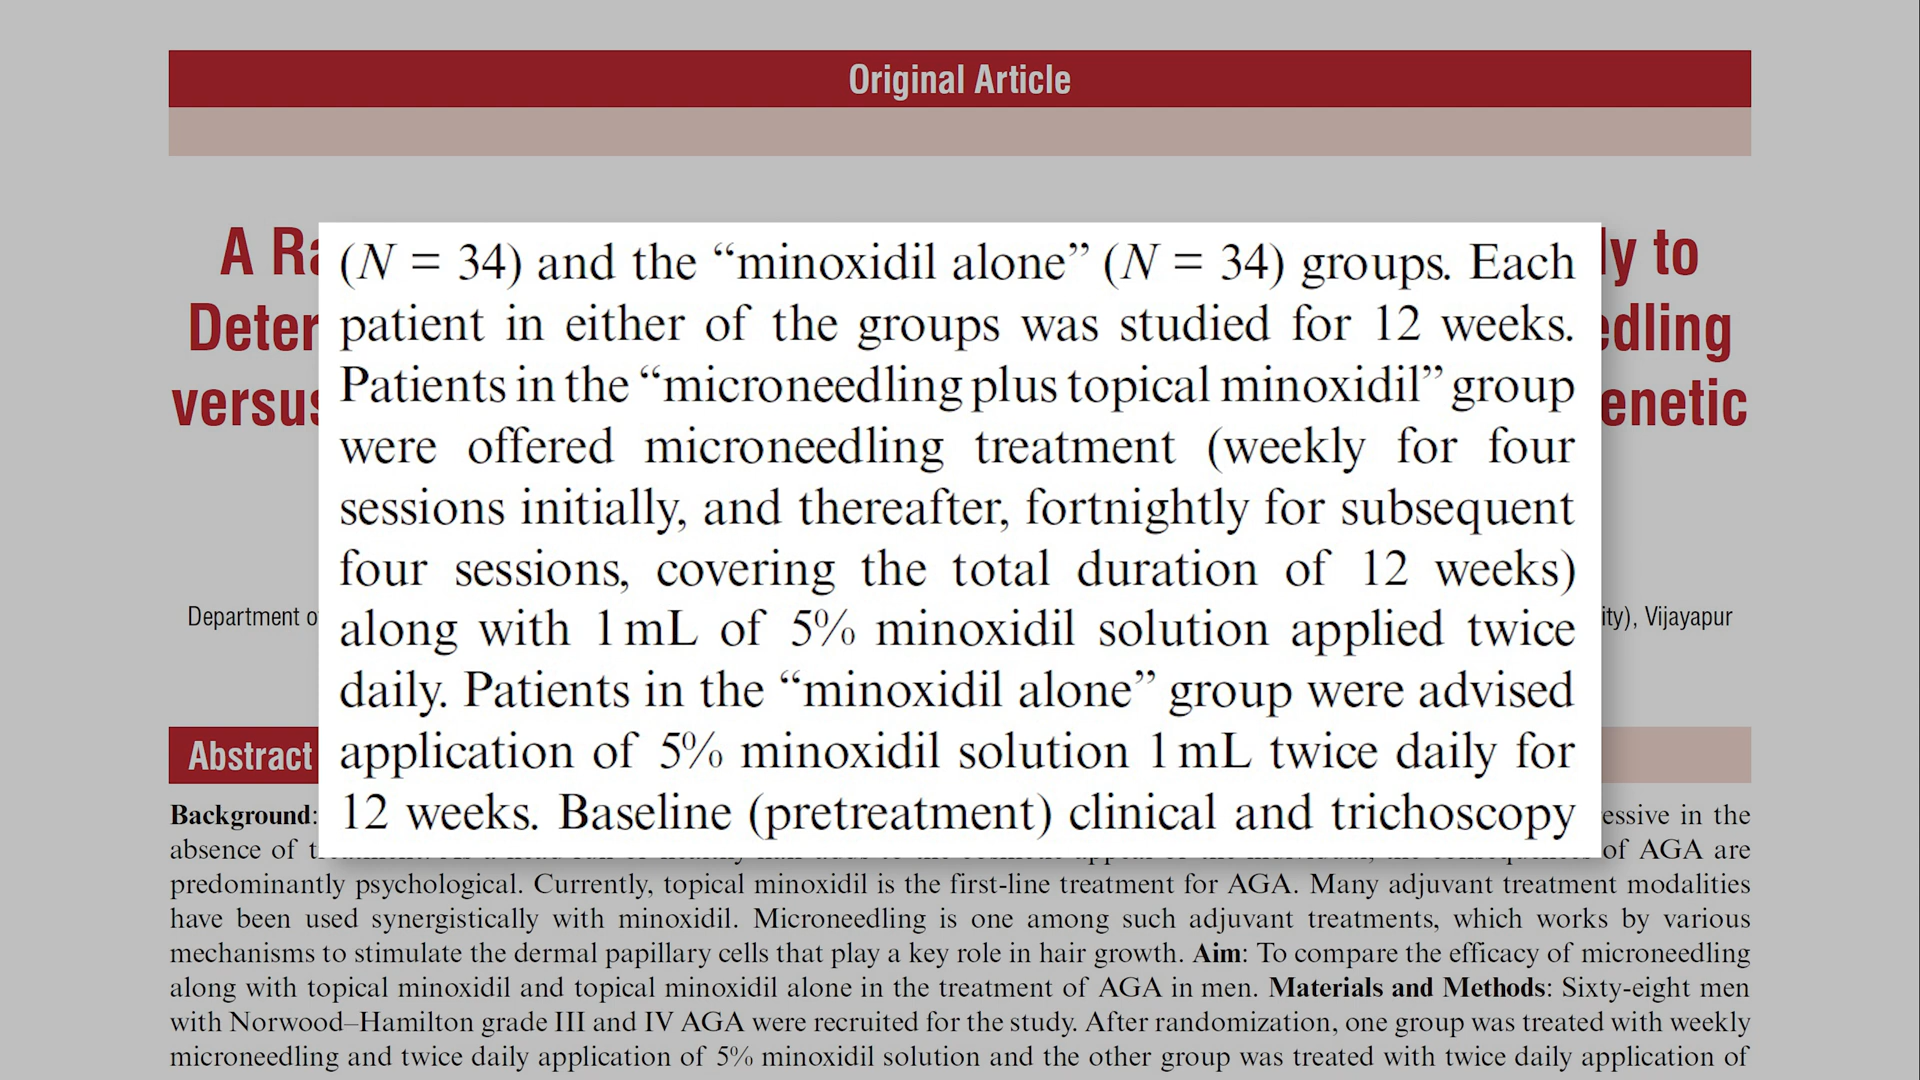 Original Article
A Ra
ly to
Deter
edling
versus
enetic
(N = 34) and the “minoxidil alone” (N = 34) groups. Each
patient in either of the groups was studied for 12 weeks.
Patients in the “microneedling plus topical minoxidil” group
were offered microneedling treatment (weekly for four
sessions initially, and thereafter, fortnightly for subsequent
four sessions, covering the total duration of 12 weeks)
along with 1 mL of 5% minoxidil solution applied twice
daily. Patients in the “minoxidil alone” group were advised
application of 5% minoxidil solution 1 mL twice daily for
12 weeks. Baseline (pretreatment) clinical and trichoscopy
Department o
ity), Vijayapur
Abstract
Background:
essive in the
absence of
of AGA are
predominantly psychological. Currently, topical minoxidil is the first-line treatment for AGA. Many adjuvant treatment modalities
have been used synergistically with minoxidil. Microneedling is one among such adjuvant treatments, which works by various
mechanisms to stimulate the dermal papillary cells that play a key role in hair growth. Aim: To compare the efficacy of microneedling
along with topical minoxidil and topical minoxidil alone in the treatment of AGA in men. Materials and Methods: Sixty-eight men
with Norwood–Hamilton grade III and IV AGA were recruited for the study. After randomization, one group was treated with weekly
microneedling and twice daily application of 5% minoxidil solution and the other group was treated with twice daily application of